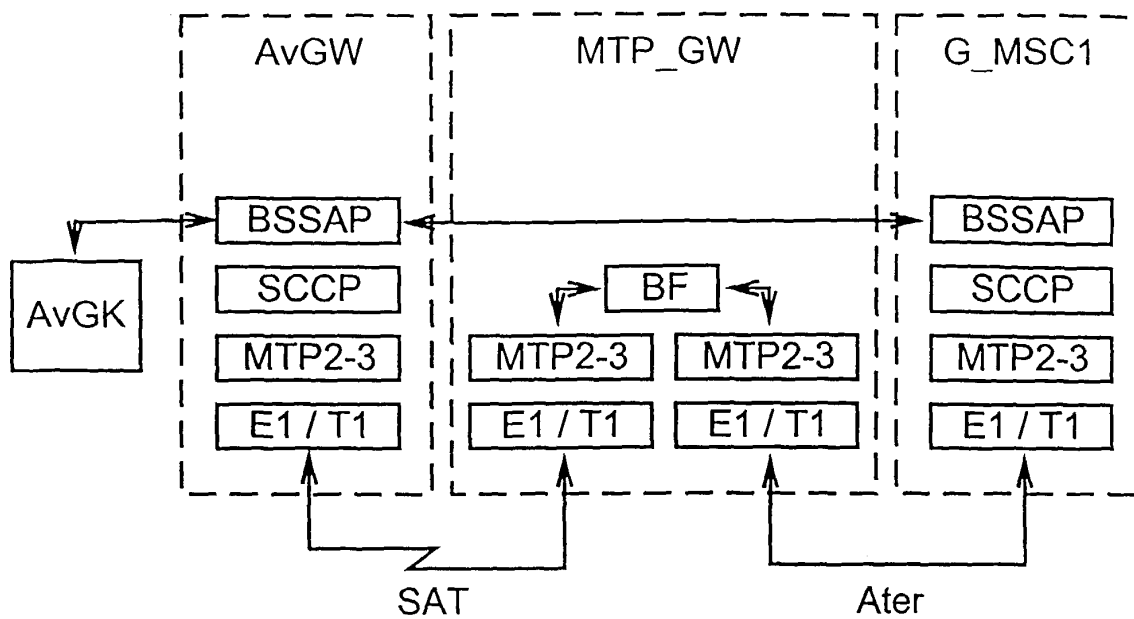 AvGW
MTP_GW
G_MSC1
BSSAP
BSSAP
AvGK
SCCP
BF
SCCP
MTP2-3
MTP2-3
MTP2-3
MTP2-3
E1 / T1
E1 / T1
E1 / T1
E1 / T1
SAT
Ater